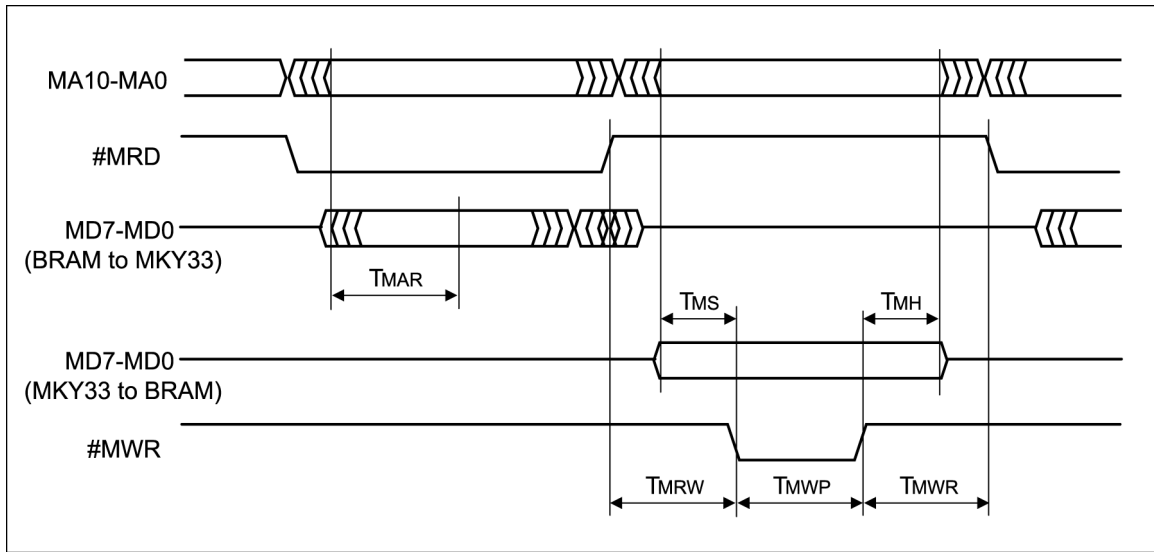 MA10-MA0
#MRD
MD7-MD0
(BRAM to MKY33)
TMAR
TMS
TMH
MD7-MD0
(MKY33 to BRAM)
#MWR
TMRW
TMWP
TMWR